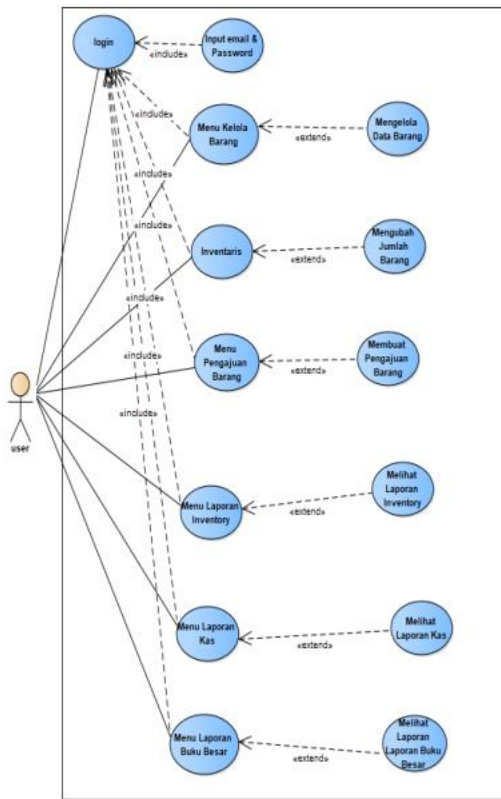 login
Input email &
Password
«include»
«include»
Menu Kelola
Barang
Mengelola
Data Barang
«extend»
«include»
«include»
Inventaris
Mengubah
Jumlah
Barang
«extend»
«include»
Menu
Pengajuan
Barang
Membuat
Pengajuan
Barang
«extend»
«include»
«include»
user
Menu Laporan
Inventory
Melihat
Laporan
Inventory
«extend»
Menu Laporan
Kas
Melihat
Laporan Kas
«extend»
Menu Laporan
Buku Besar
Melihat
Laporan
Laporan Buku
Besar
«extend»